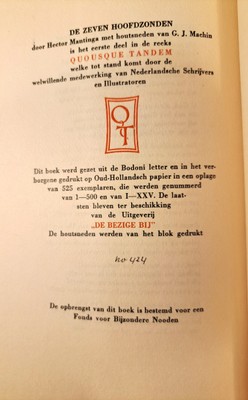 DE ZEVEN HOOFDZONDEN
door Hector Mantinga met houtsneden van G. J. Machin
is het eerste deel in de reeks
QUOUSQUE TANDEM
welke tot stand komt door de
welwillende medewerking van Nederlandsche Schrijvers
en Illustratoren
QT
Dit boek werd gezet uit de Bodoni letter en in het ver-
borgene gedrukt op Oud-Hollandsch papier in een oplage
van 525 exemplaren, die werden genummerd
van 1—500 en van I—XXV. De laat-
sten bleven ter beschikking
van de Uitgeverij
„DE BEZIGE BIJ"
De houtsneden werden van het blok gedrukt
No 424
De opbrengst van dit boek is bestemd voor een
Fonds voor Bijzondere Nooden